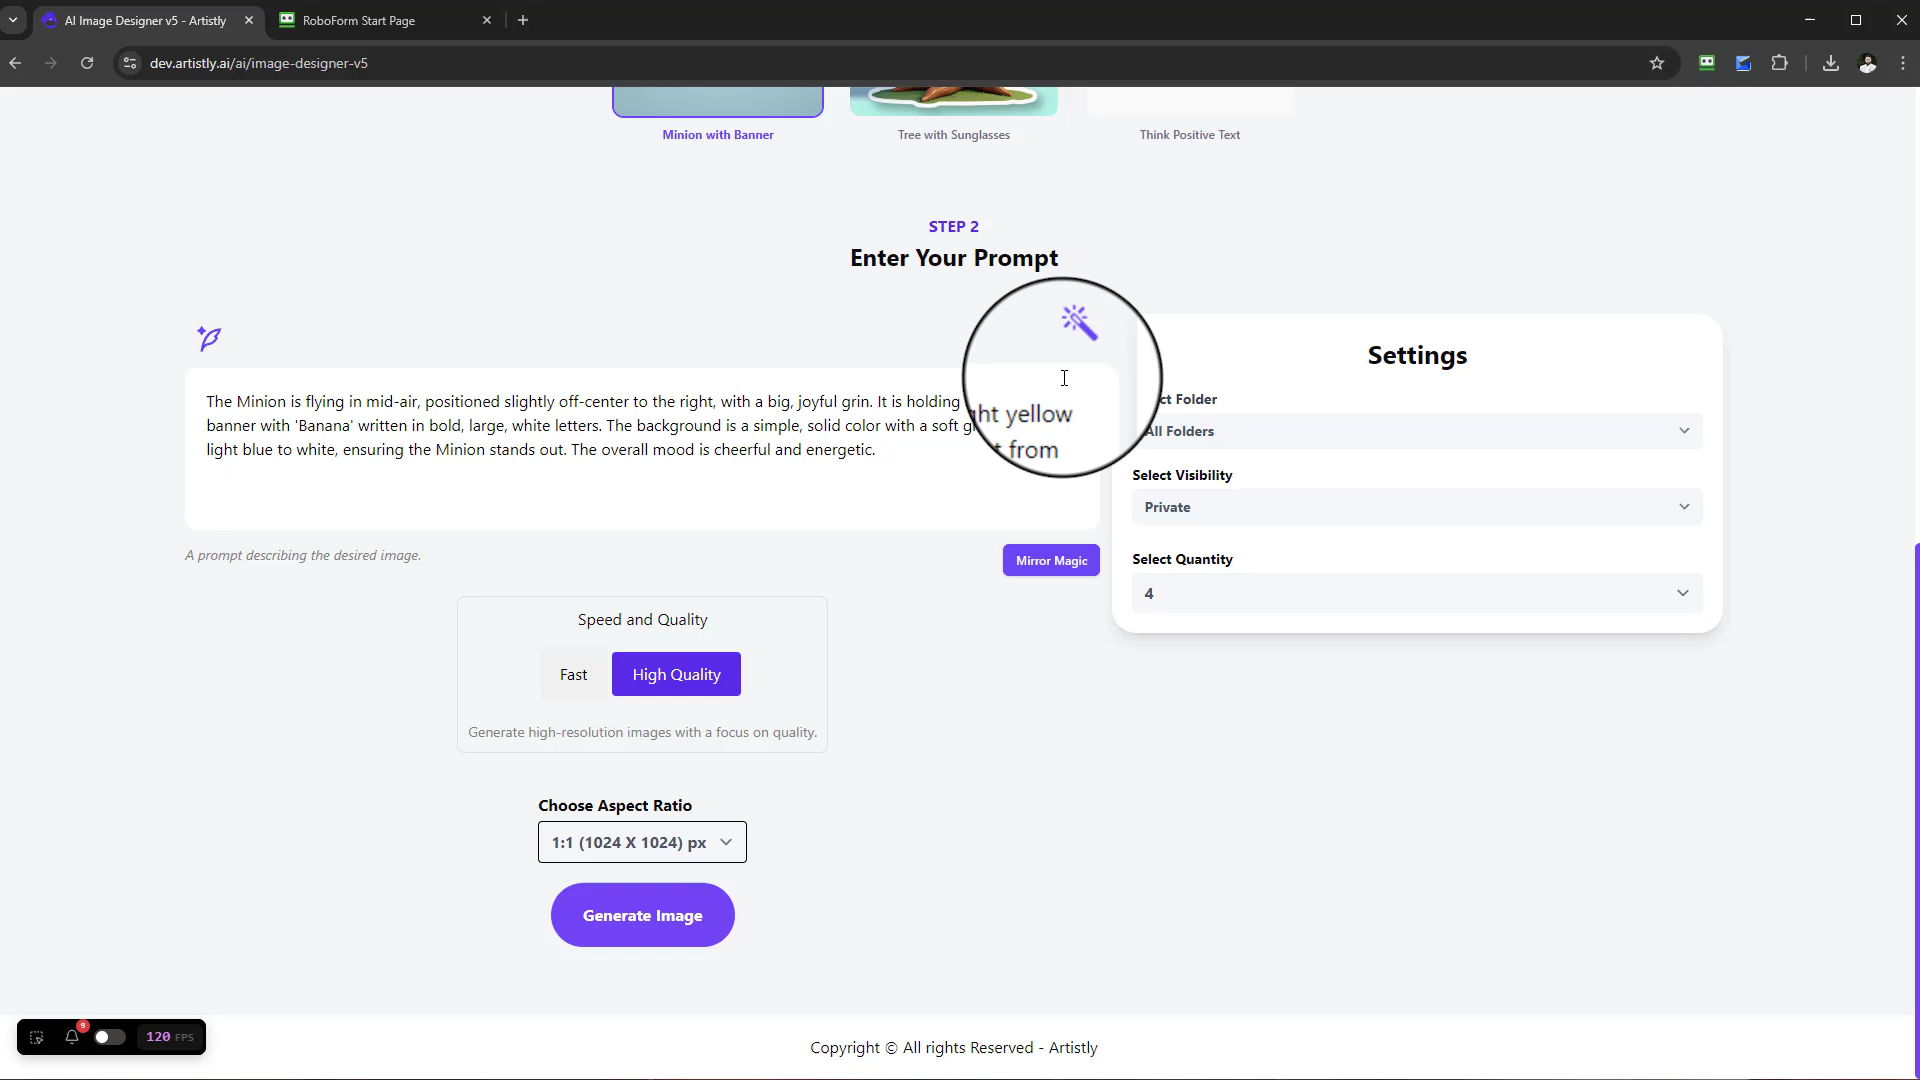 AI Image Designer v5 - Artistly
RoboForm Start Page
dev.artistly.ai/ai/image-designer-v5
Minion with Banner
Tree with Sunglasses
Think Positive Text
STEP 2
Enter Your Prompt
The Minion is flying in mid-air, positioned slightly off-center to the right, with a big, joyful grin. It is holding ght yellow
banner with 'Banana' written in bold, large, white letters. The background is a simple, solid color with a soft g t from
light blue to white, ensuring the Minion stands out. The overall mood is cheerful and energetic.
A prompt describing the desired image.
Mirror Magic
Speed and Quality
Fast
High Quality
Generate high-resolution images with a focus on quality.
Choose Aspect Ratio
1:1 (1024 X 1024) px
Generate Image
Settings
ct Folder
All Folders
Select Visibility
Private
Select Quantity
4
9
120 FPS
Copyright © All rights Reserved - Artistly